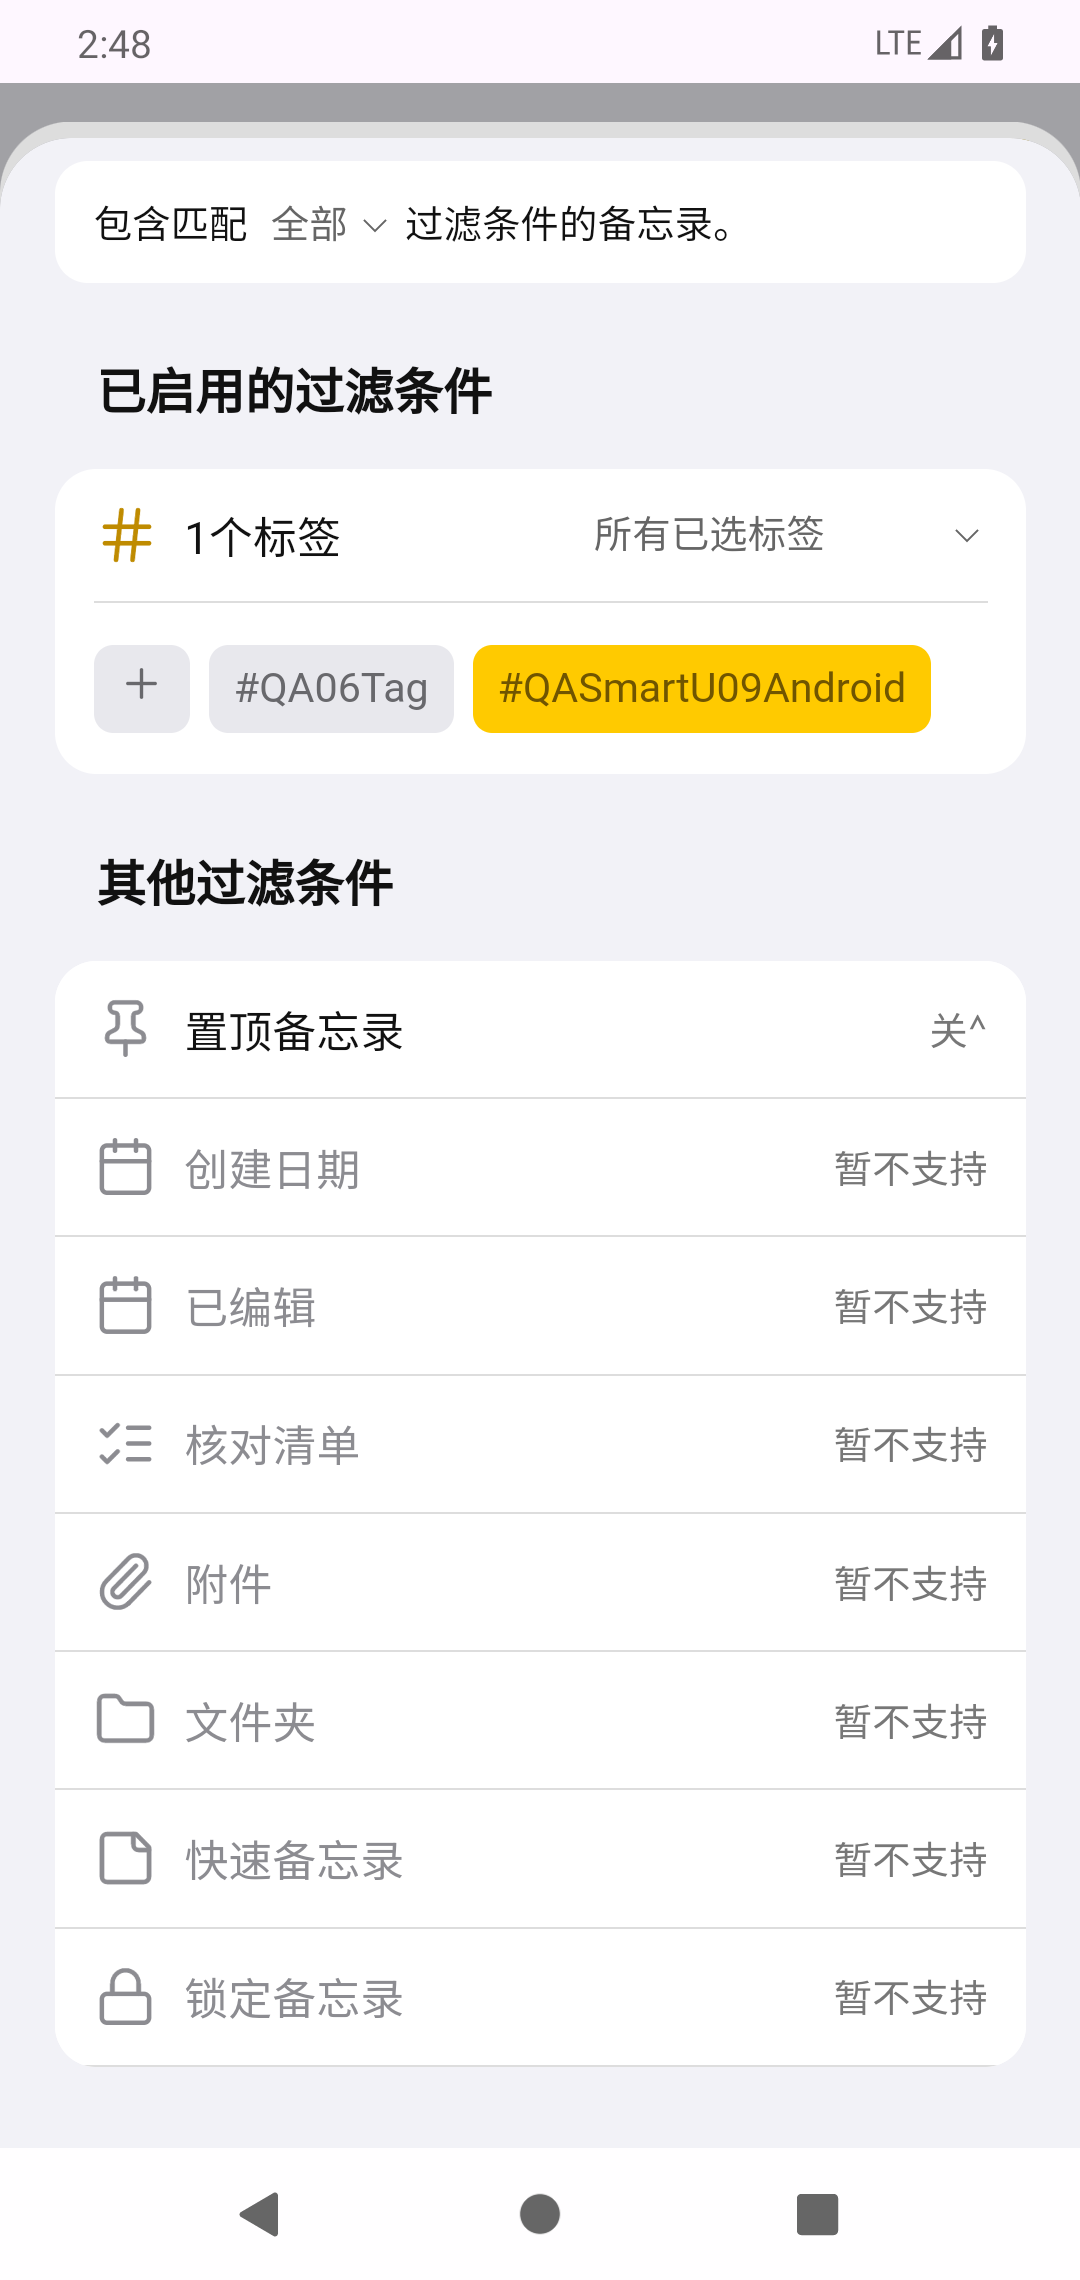 2:48 LTE
包含匹配 全部 过滤条件的备忘录。
已启用的过滤条件
1个标签 所有已选标签
+ #QA06Tag #QASmartU09Android
其他过滤条件
置顶备忘录 关^
创建日期 暂不支持
已编辑 暂不支持
核对清单 暂不支持
附件 暂不支持
文件夹 暂不支持
快速备忘录 暂不支持
锁定备忘录 暂不支持